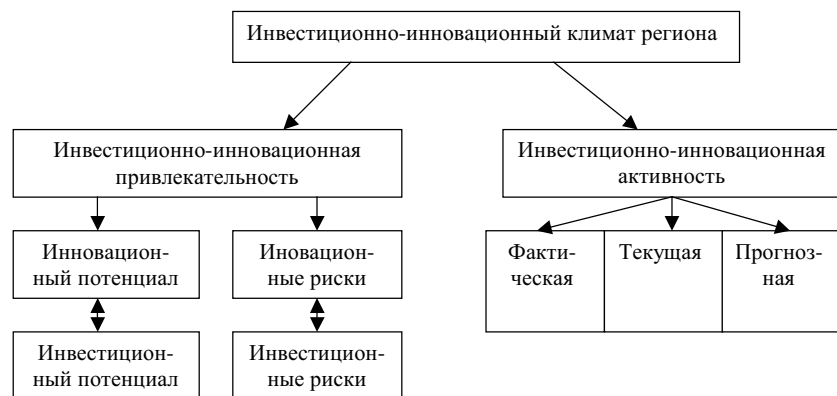 Инвестиционно-инновационный климат региона
Инвестиционно-инновационная
привлекательность
Инвестиционно-инновационная
активность
Инновацион-
ный потенциал
Иновацион-
ные риски
Факти-
ческая
Текущая
Прогноз-
ная
Инвестицион-
ный потенциал
Инвестицион-
ные риски